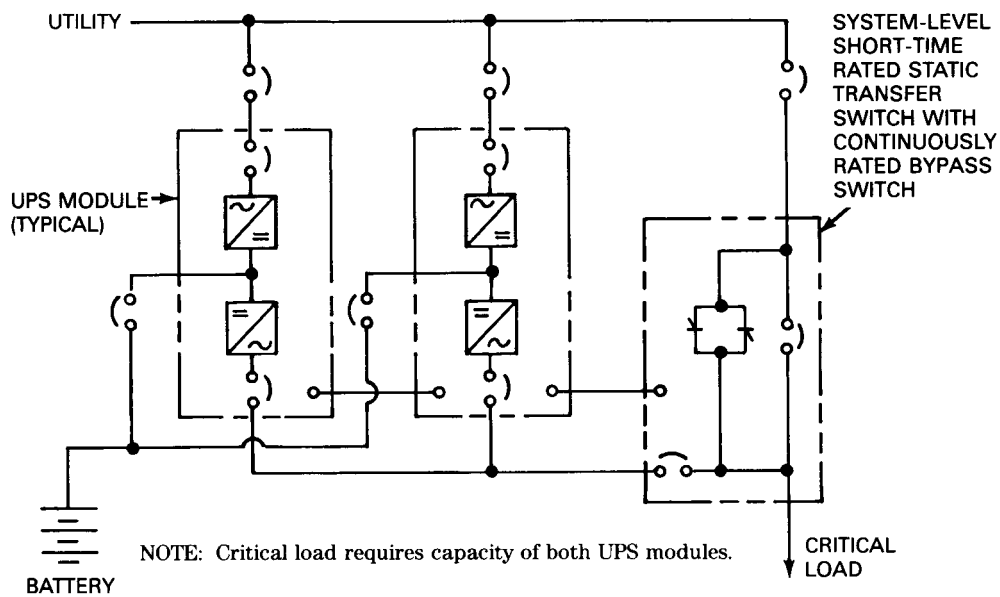 UTILITY
SYSTEM-LEVEL
SHORT-TIME
RATED STATIC
TRANSFER
SWITCH WITH
CONTINUOUSLY
RATED BYPASS
SWITCH
UPS MODULE
(TYPICAL)
NOTE: Critical load requires capacity of both UPS modules.
CRITICAL
LOAD
BATTERY